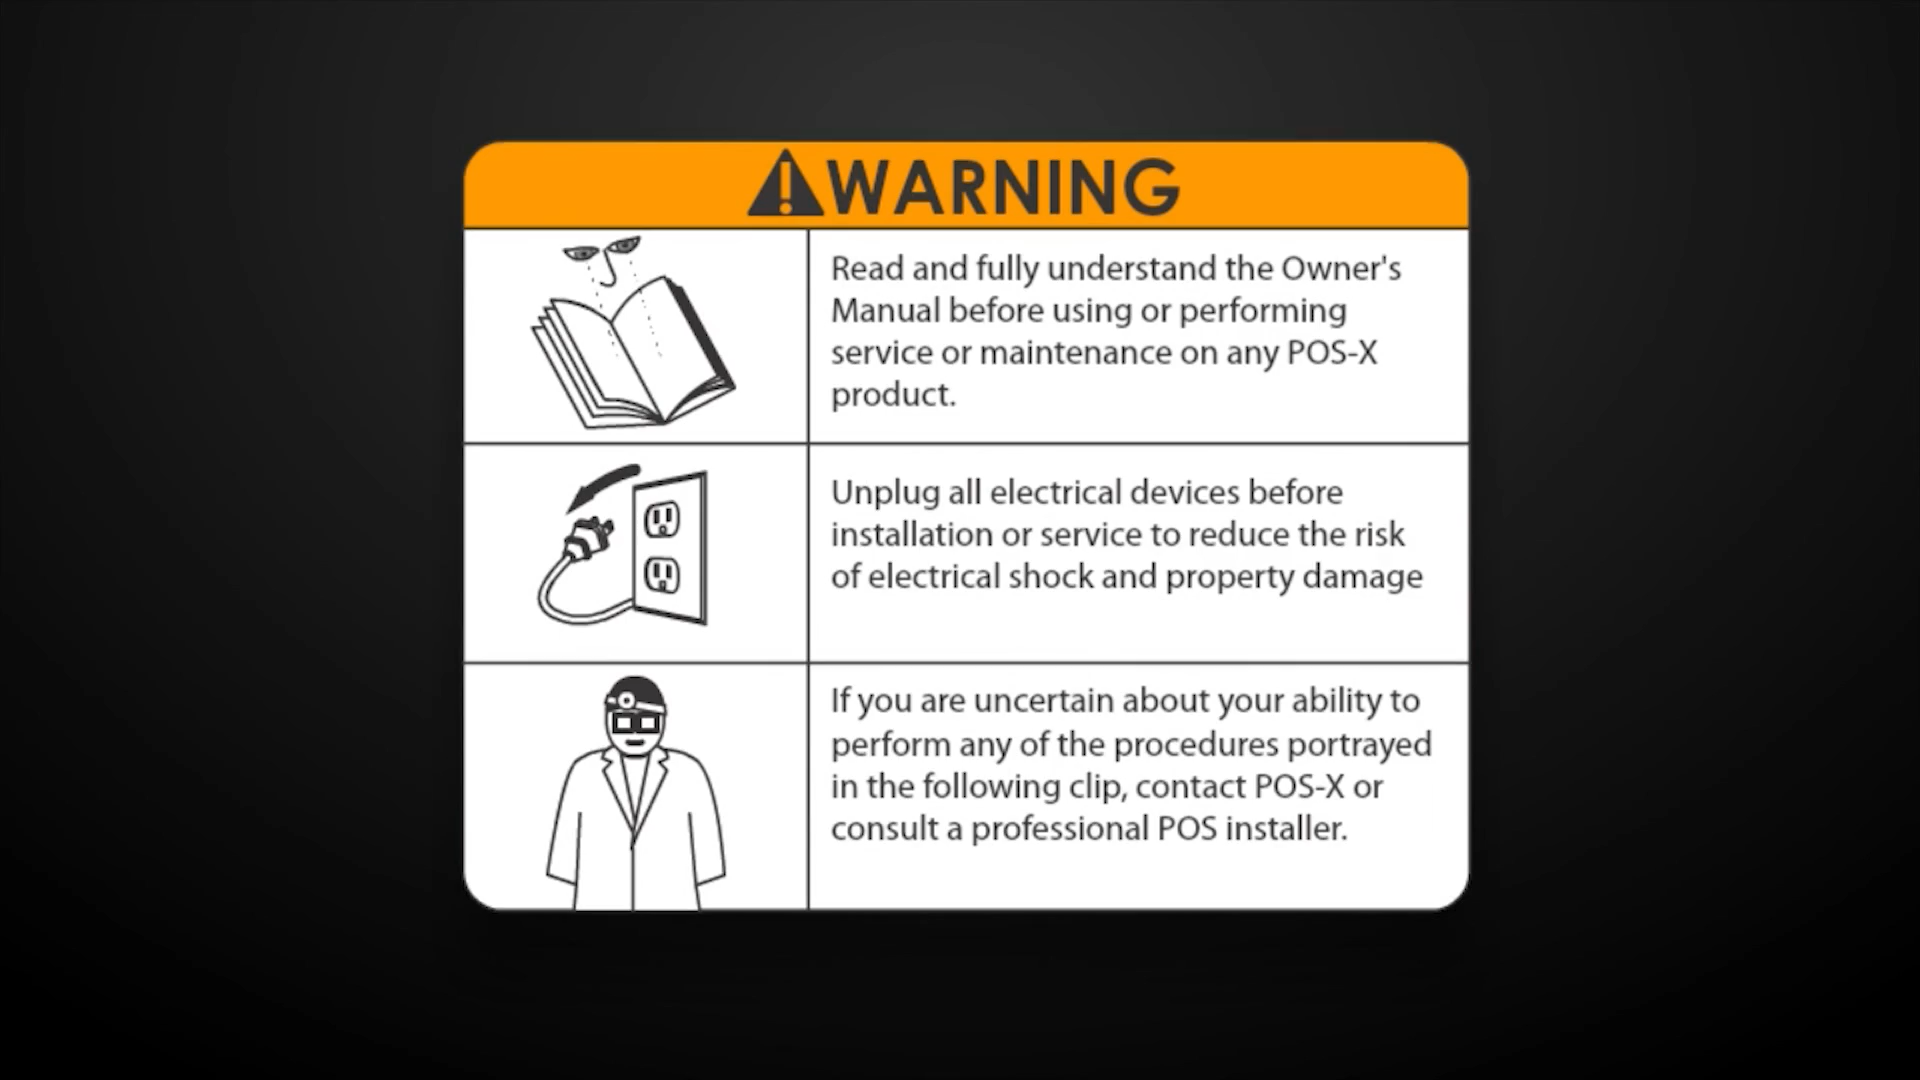 WARNING
Read and fully understand the Owner's
Manual before using or performing
service or maintenance on any POS-X
product.
Unplug all electrical devices before
installation or service to reduce the risk
of electrical shock and property damage
If you are uncertain about your ability to
perform any of the procedures portrayed
in the following clip, contact POS-X or
consult a professional POS installer.